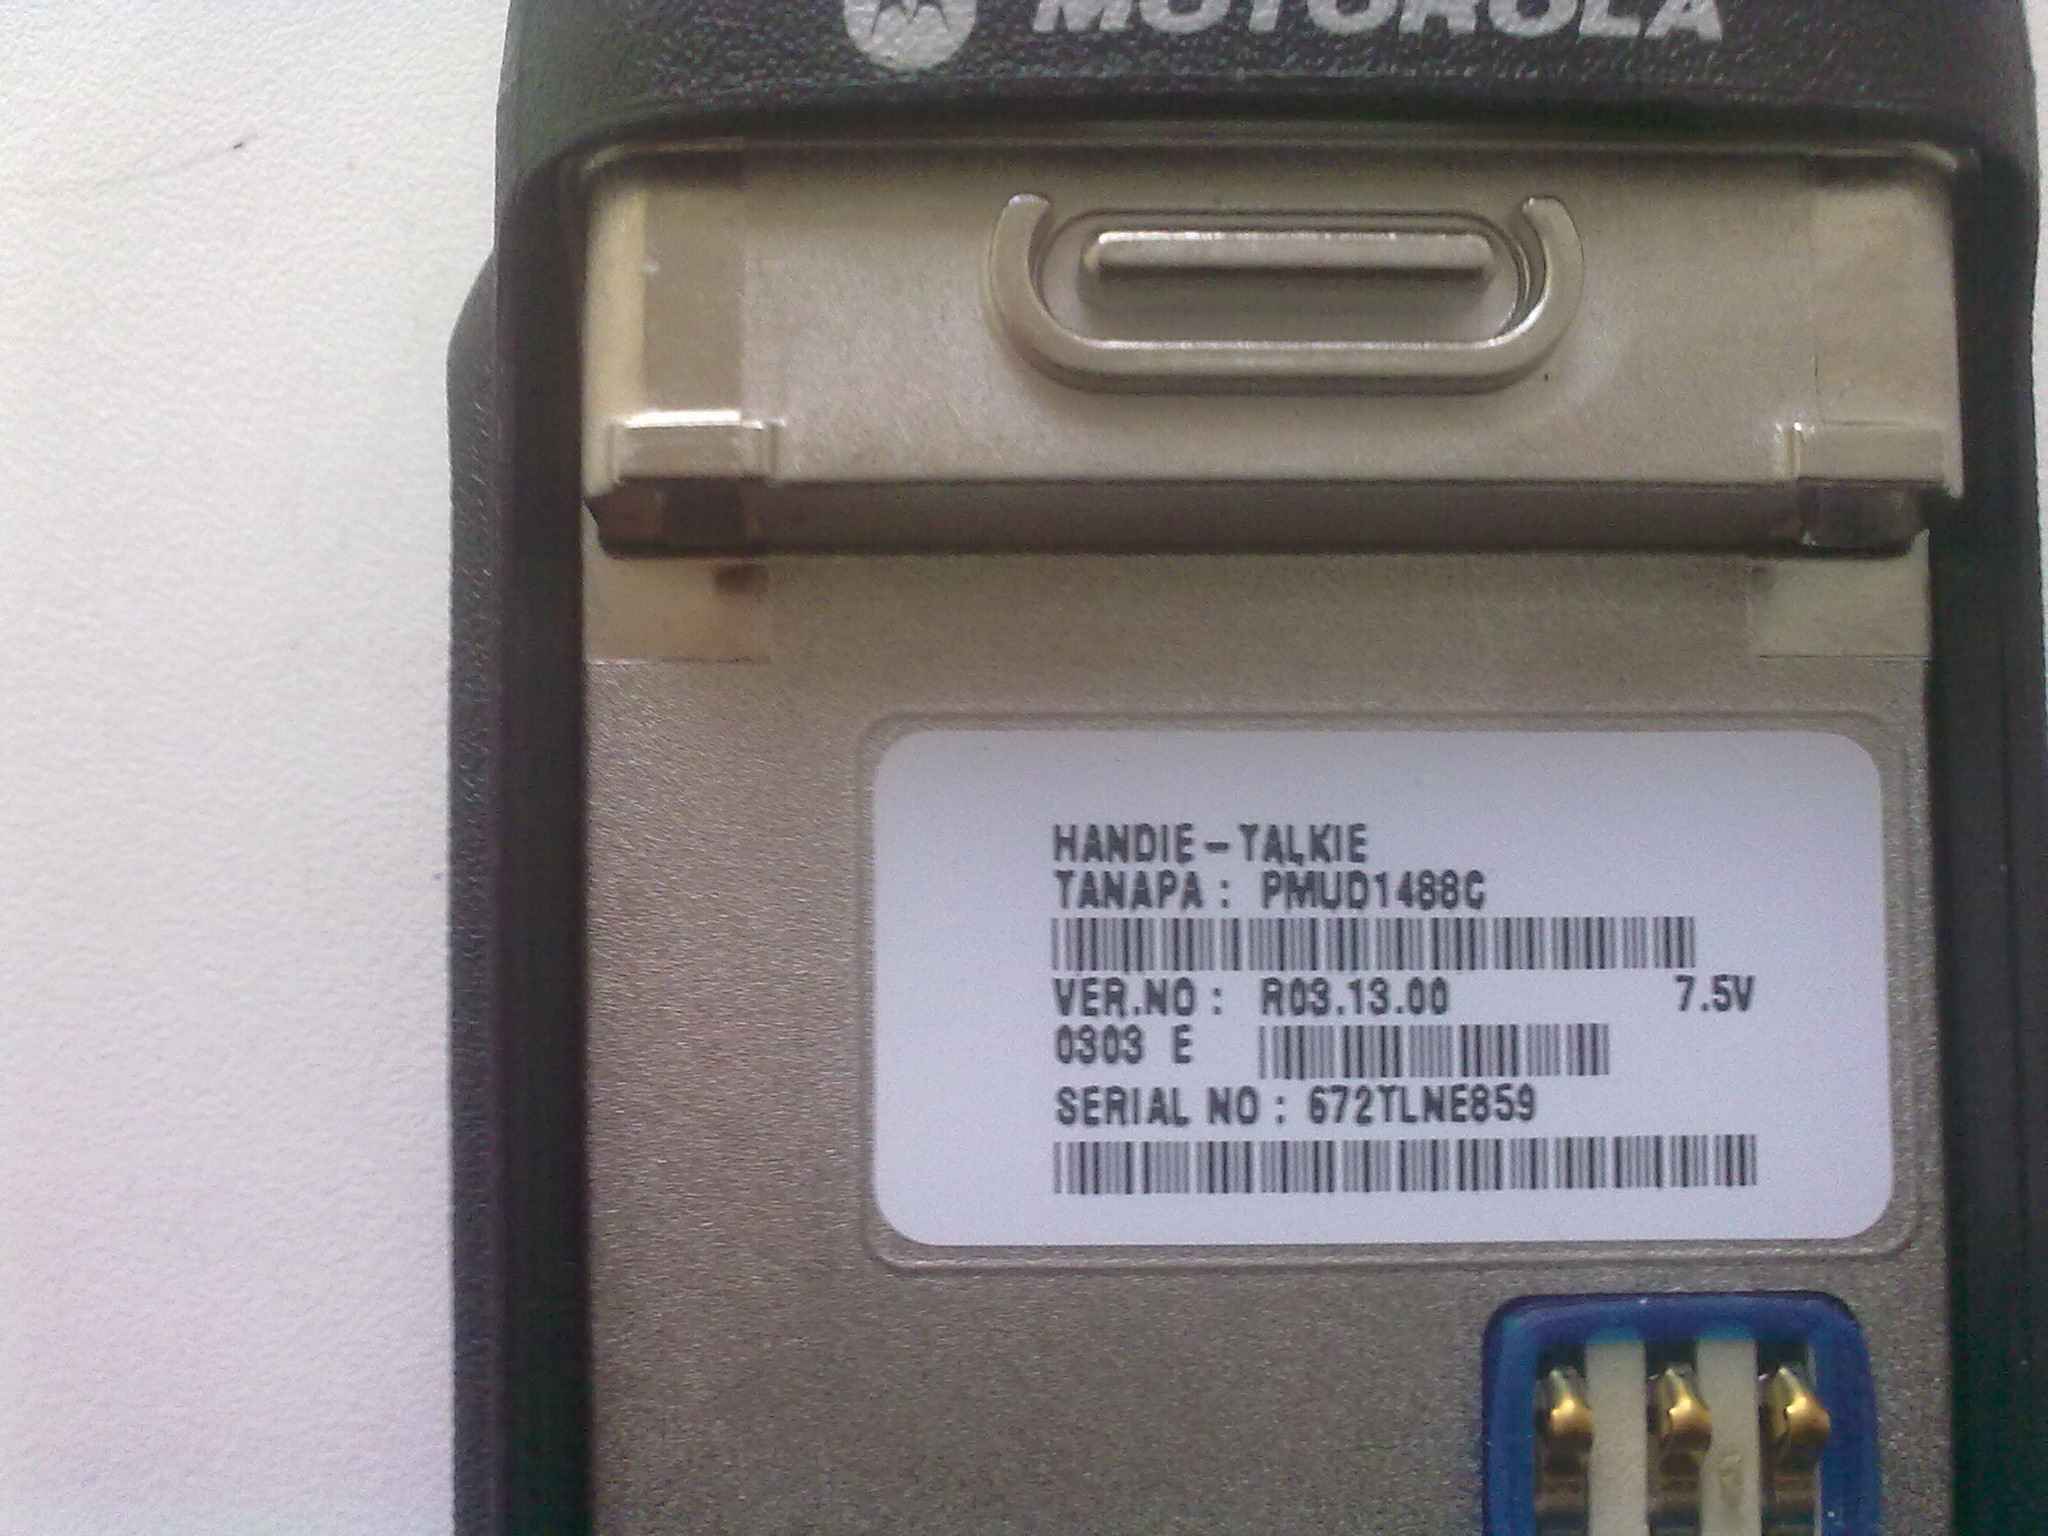 MOTOROLA
HANDIE-TALKIE
TANAPA: PMUD1488C
VER.NO: R03.13.00 7.5V
0303 E
SERIAL NO: 672TLNE859